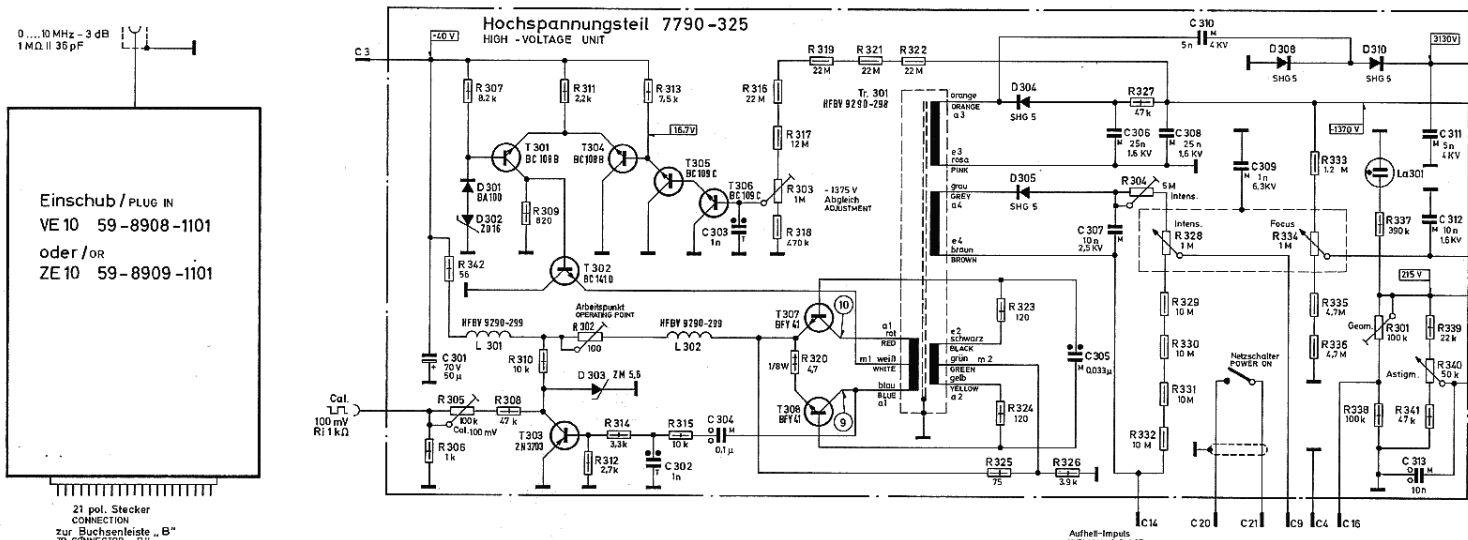 0....10 MHz - 3 dB
1 MΩ II 36 pF
Einschub / PLUG IN
VE 10 59-8908-1101
oder / OR
ZE 10 59-8909-1101
21 pol. Stecker
CONNECTION
zur Buchsenleiste „B"
Hochspannungsteil 7790-325
HIGH - VOLTAGE UNIT
C 3
-40 V
R 307
8,2 k
R 311
2,2k
R 313
7,5 k
16,7V
T 301
BC 108 B
T 304
BC 108 B
T 305
BC 109 C
T 306
BC 109 C
D 301
BA 100
D 302
ZD 16
R 309
820
C 303
1n
R 316
22 M
R 317
12 M
R 303
1M
-1375 V
Abgleich
ADJUSTMENT
R 318
470 k
R 319
22M
R 321
22 M
R 322
22 M
Tr. 301
HFBV 9290-298
R 342
56
T 302
BC 141 D
HFBV 9290-299
L 301
Arbeitspunkt
OPERATING POINT
R 302
100
HFBV 9290-299
L 302
C 301
70 V
50 µ
R 310
10 k
D 303
ZM 5,6
Cal.
100 mV
Ri 1 kΩ
R 305
100k
Cal. 100 mV
R 308
47 k
R 306
1 k
T 303
2N 3703
R 312
2,7k
R 314
3,3k
C 302
1n
R 315
10 k
C 304
0,1 µ
T 307
BFY 41
R 320
4,7
1/8W
T 308
BFY 41
10
9
a 1
rot
RED
m 1 weiß
WHITE
blau
BLUE
a 1
orange
ORANGE
a 3
e 3
rosa
PINK
grau
GREY
a 4
e 4
braun
BROWN
e 2
schwarz
BLACK
grün m 2
GREEN
gelb
YELLOW
a 2
R 323
120
R 324
120
C 305
0,033µ
R 325
75
R 326
3,9 k
D 304
SHG 5
D 305
SHG 5
C 310
5n 4 KV
D 308
SHG 5
D 310
SHG 5
3130V
R 327
47 k
C 306
25n
1,6 KV
C 308
25 n
1,6 KV
C 309
1 n
6,3KV
-1370 V
R 304
5 M
Intens.
C 307
10 n
2,5 KV
Intens.
R 328
1 M
R 329
10 M
R 330
10 M
R 331
10M
R 332
10 M
R 333
1,2 M
Focus
R 334
1 M
R 335
4,7M
R 336
4,7 M
Netzschalter
POWER ON
La 301
R 337
390 k
C 311
5 n
4 KV
C 312
10 n
1,6 KV
215 V
Geom.
R 301
100 k
R 339
22 k
Astigm.
R 340
50 k
R 338
100 k
R 341
47 k
C 313
10n
C14
C20
C21
C9
C4
C16
Aufhell-Impuls